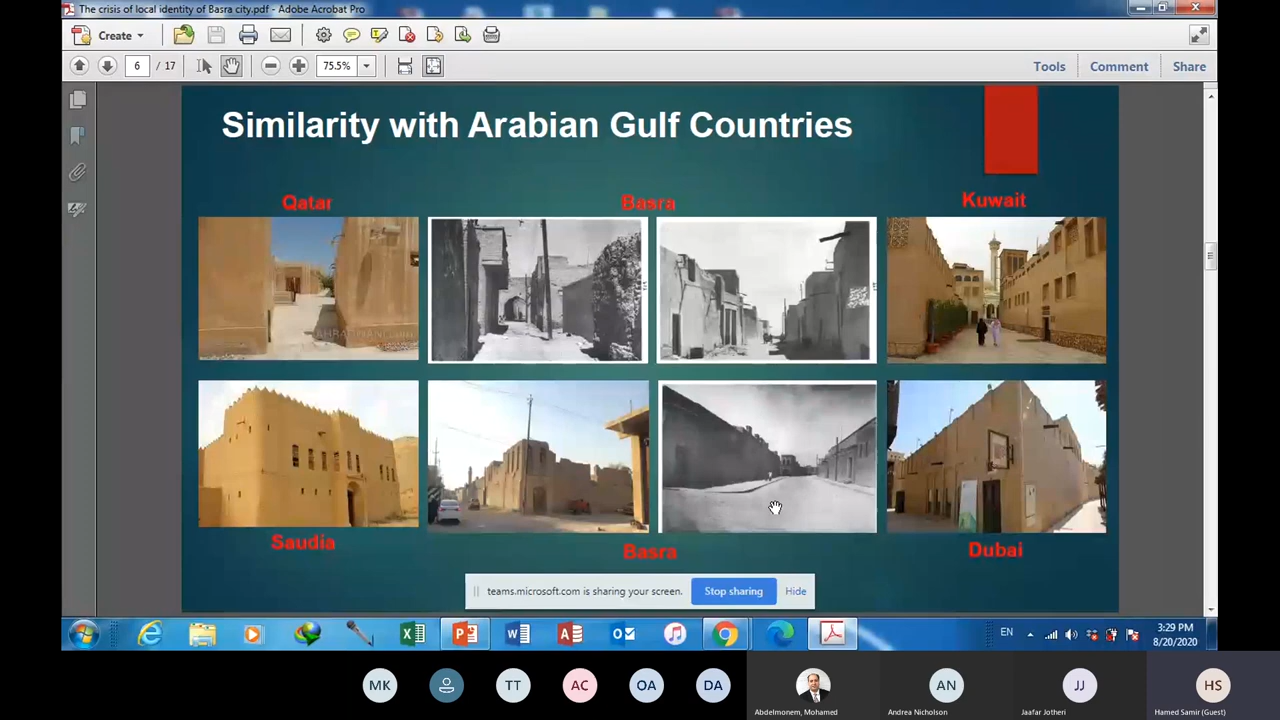 The crisis of local identity of Basra city.pdf - Adobe Acrobat Pro
Create
6 / 17
75.5%
Tools Comment Share
Similarity with Arabian Gulf Countries
Qatar
Basra
Kuwait
Saudia
Basra
Dubai
teams.microsoft.com is sharing your screen. Stop sharing Hide
EN
3:29 PM
8/20/2020
MK
TT
AC
OA
DA
Abdelmonem, Mohamed
AN
Andrea Nicholson
JJ
Jaafar Jotheri
HS
Hamed Samir (Guest)